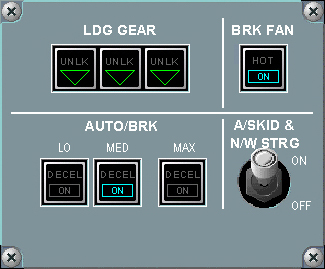 LDG GEAR
BRK FAN
UNLK UNLK UNLK
HOT
ON
AUTO/BRK
A/SKID &
N/W STRG
LO MED MAX
ON
DECEL DECEL DECEL
ON ON ON
OFF